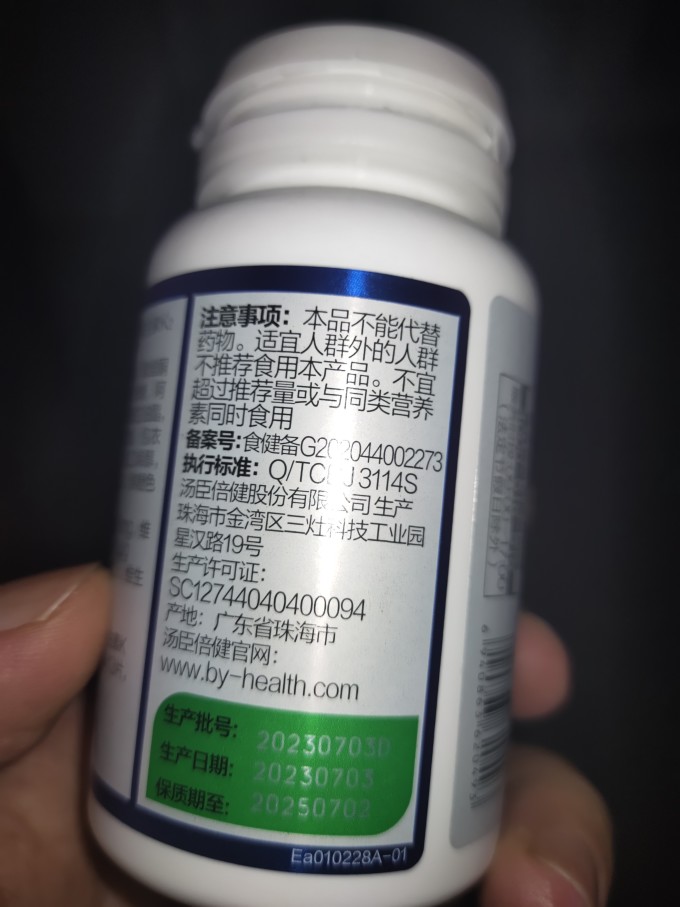 注意事项：本品不能代替
药物。适宜人群外的人群
不推荐食用本产品。不宜
超过推荐量或与同类营养
素同时食用
备案号：食健备G202044002273
执行标准：Q/TCBJ 3114S
汤臣倍健股份有限公司生产
珠海市金湾区三灶科技工业园
星汉路19号
生产许可证：
SC12744040400094
产地：广东省珠海市
汤臣倍健官网：
www.by-health.com
生产批号：20230703D
生产日期：20230703
保质期至：20250702
Ea010228A-01